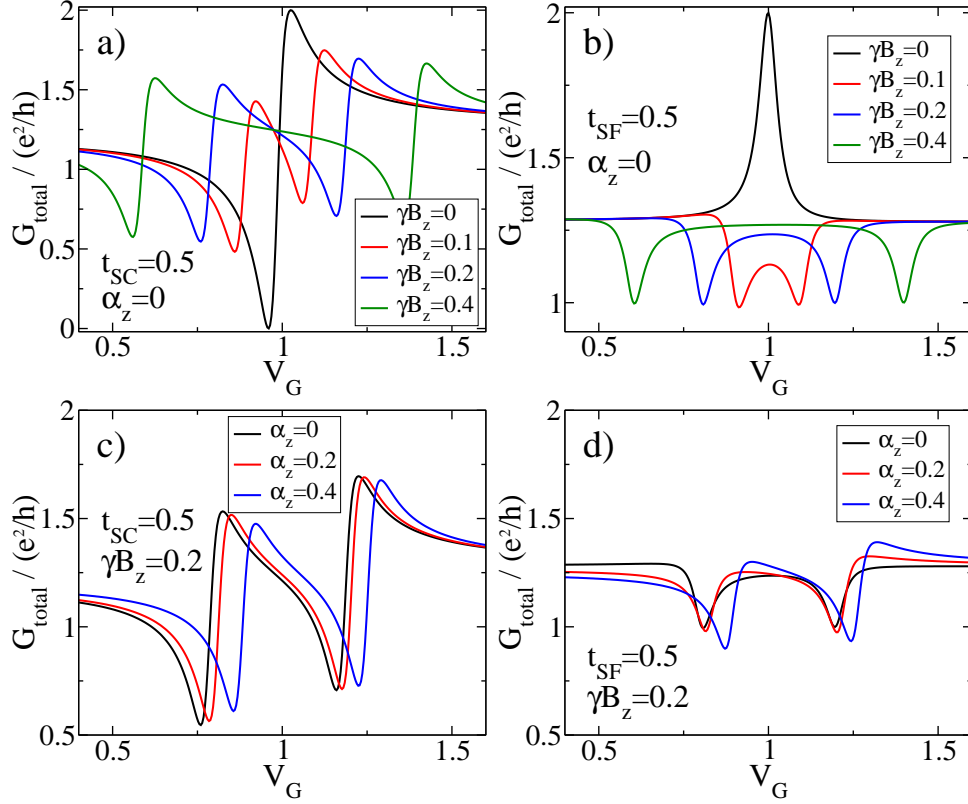 a)
G_total / (e²/h)
2
1.5
1
0.5
0
t_SC=0.5
α_z=0
γB_z=0
γB_z=0.1
γB_z=0.2
γB_z=0.4
0.5
1
1.5
V_G
b)
G_total / (e²/h)
2
1.5
1
t_SF=0.5
α_z=0
γB_z=0
γB_z=0.1
γB_z=0.2
γB_z=0.4
0.5
1
1.5
V_G
c)
G_total / (e²/h)
2
1.5
1
0.5
α_z=0
α_z=0.2
α_z=0.4
t_SC=0.5
γB_z=0.2
0.5
1
1.5
V_G
d)
G_total / (e²/h)
2
1.5
1
0.5
α_z=0
α_z=0.2
α_z=0.4
t_SF=0.5
γB_z=0.2
0.5
1
1.5
V_G